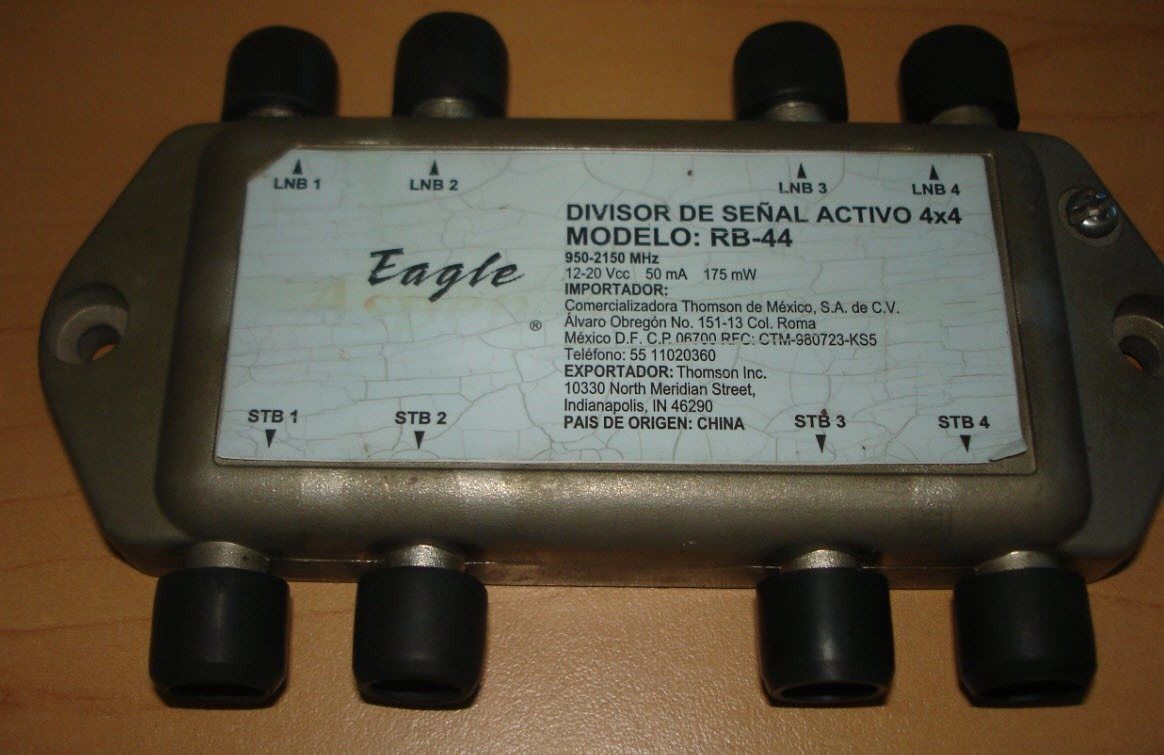 LNB 1 LNB 2 LNB 3 LNB 4
DIVISOR DE SEÑAL ACTIVO 4x4
MODELO: RB-44
950-2150 MHz
12-20 Vcc 50 mA 175 mW
IMPORTADOR:
Comercializadora Thomson de México, S.A. de C.V.
Álvaro Obregón No. 151-13 Col. Roma
México D.F. C.P. 06700 RFC: CTM-980723-KS5
Teléfono: 55 11020360
EXPORTADOR: Thomson Inc.
10330 North Meridian Street,
Indianapolis, IN 46290
PAIS DE ORIGEN: CHINA
Eagle
®
STB 1 STB 2 STB 3 STB 4